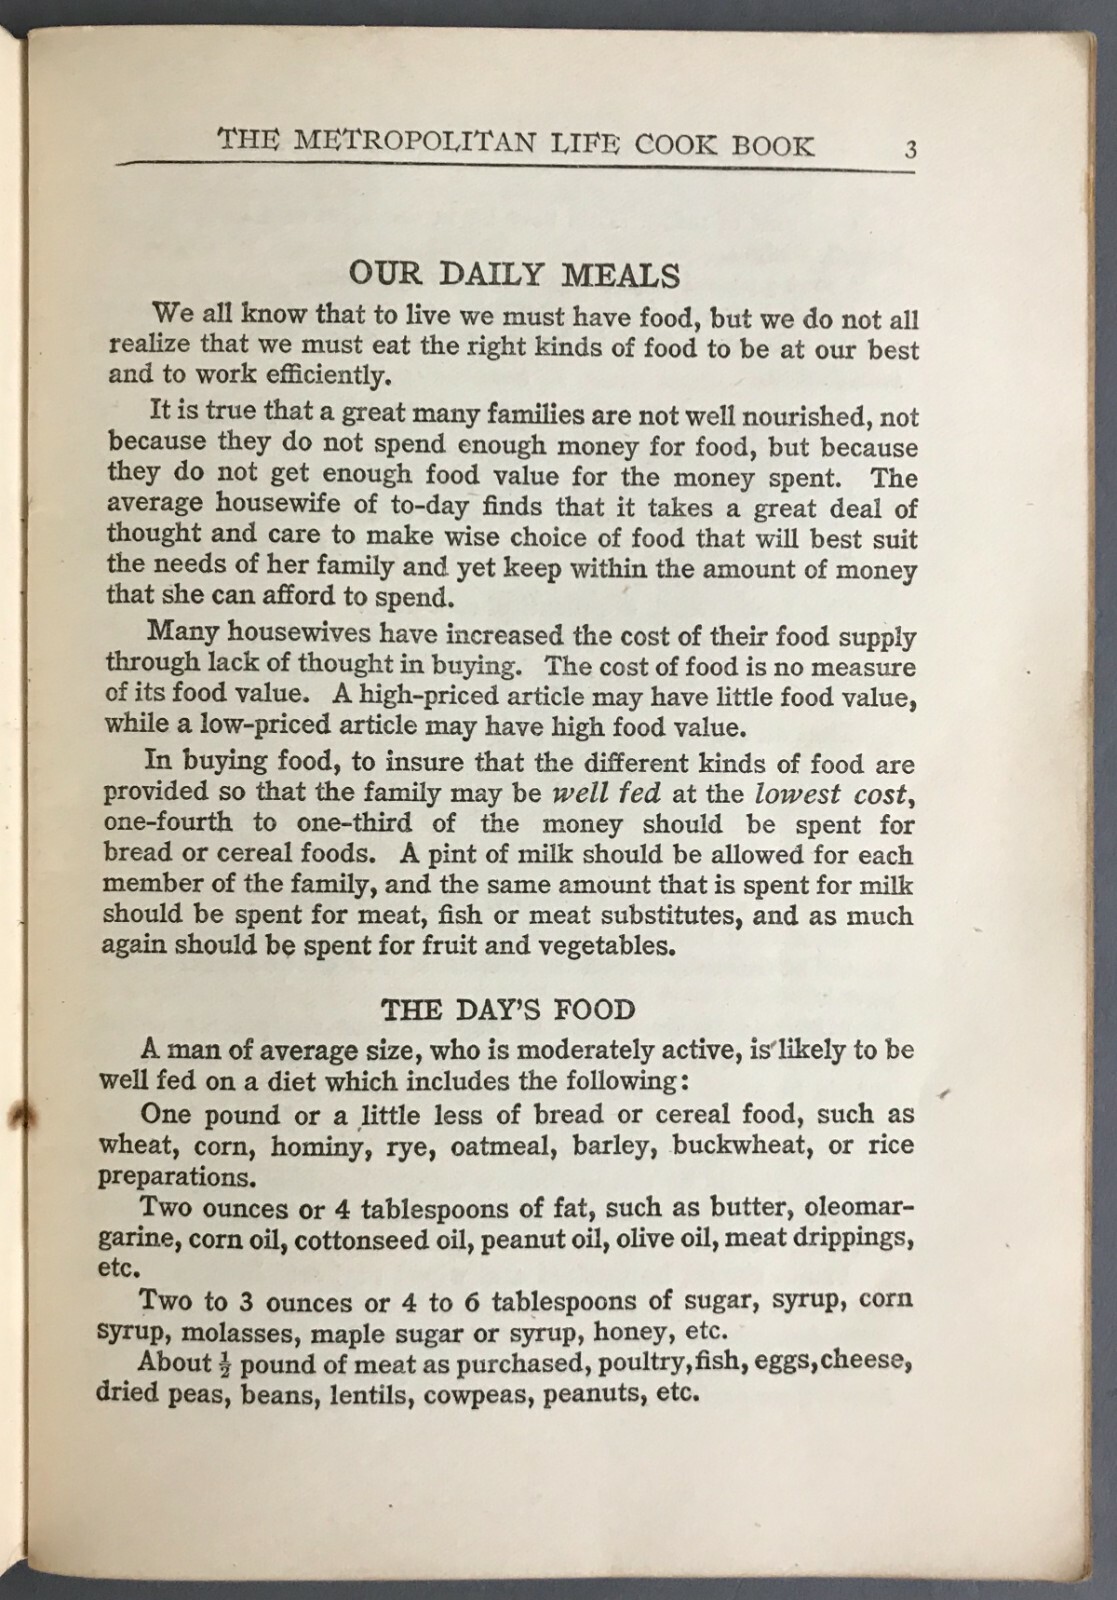 THE METROPOLITAN LIFE COOK BOOK 3
OUR DAILY MEALS
We all know that to live we must have food, but we do not all
realize that we must eat the right kinds of food to be at our best
and to work efficiently.
It is true that a great many families are not well nourished, not
because they do not spend enough money for food, but because
they do not get enough food value for the money spent. The
average housewife of to-day finds that it takes a great deal of
thought and care to make wise choice of food that will best suit
the needs of her family and yet keep within the amount of money
that she can afford to spend.
Many housewives have increased the cost of their food supply
through lack of thought in buying. The cost of food is no measure
of its food value. A high-priced article may have little food value,
while a low-priced article may have high food value.
In buying food, to insure that the different kinds of food are
provided so that the family may be well fed at the lowest cost,
one-fourth to one-third of the money should be spent for
bread or cereal foods. A pint of milk should be allowed for each
member of the family, and the same amount that is spent for milk
should be spent for meat, fish or meat substitutes, and as much
again should be spent for fruit and vegetables.
THE DAY'S FOOD
A man of average size, who is moderately active, is likely to be
well fed on a diet which includes the following:
One pound or a little less of bread or cereal food, such as
wheat, corn, hominy, rye, oatmeal, barley, buckwheat, or rice
preparations.
Two ounces or 4 tablespoons of fat, such as butter, oleomar-
garine, corn oil, cottonseed oil, peanut oil, olive oil, meat drippings,
etc.
Two to 3 ounces or 4 to 6 tablespoons of sugar, syrup, corn
syrup, molasses, maple sugar or syrup, honey, etc.
About ½ pound of meat as purchased, poultry, fish, eggs, cheese,
dried peas, beans, lentils, cowpeas, peanuts, etc.